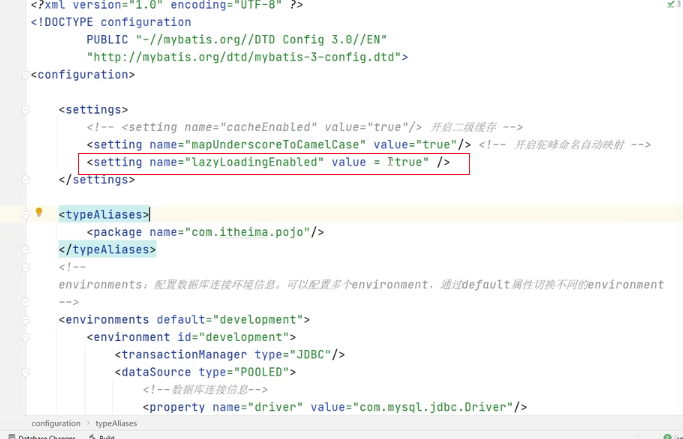 <?xml version="1.0" encoding="UTF-8" ?>
<!DOCTYPE configuration
PUBLIC "-//mybatis.org//DTD Config 3.0//EN"
"http://mybatis.org/dtd/mybatis-3-config.dtd">
<configuration>
<settings>
<!-- <setting name="cacheEnabled" value="true"/> 开启二级缓存 -->
<setting name="mapUnderscoreToCamelCase" value="true"/> <!-- 开启驼峰命名自动映射 -->
<setting name="lazyLoadingEnabled" value = "true" />
</settings>
<typeAliases>
<package name="com.itheima.pojo"/>
</typeAliases>
<!--
environments：配置数据库连接环境信息。可以配置多个environment，通过default属性切换不同的environment
-->
<environments default="development">
<environment id="development">
<transactionManager type="JDBC"/>
<dataSource type="POOLED">
<!--数据库连接信息-->
<property name="driver" value="com.mysql.jdbc.Driver"/>
configuration > typeAliases
Database Changes Build